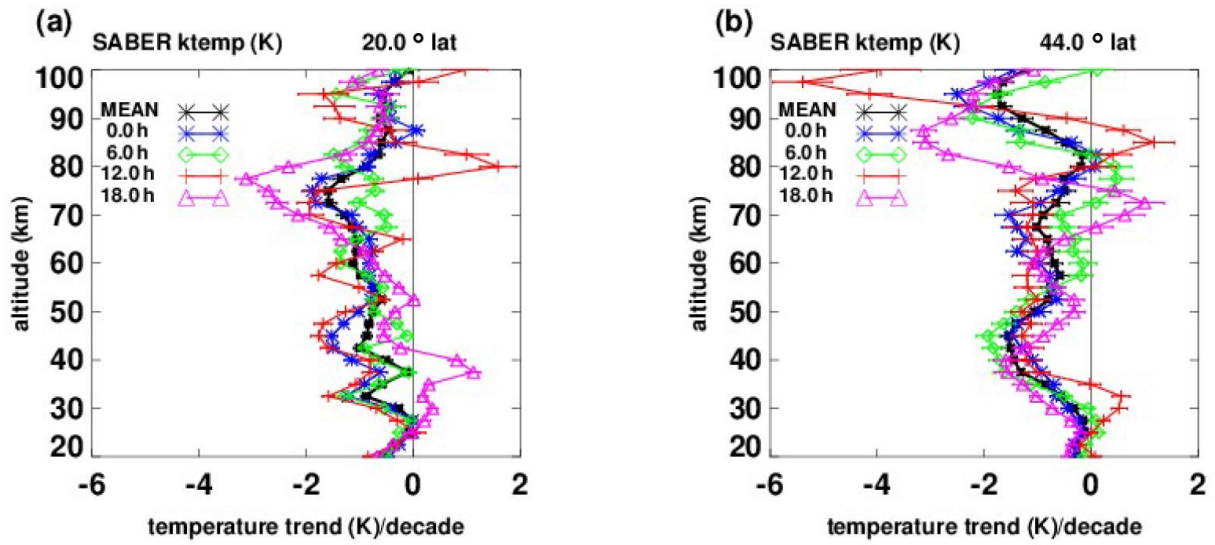 (a)
SABER ktemp (K) 20.0 ° lat
100
90
80
70
60
50
40
30
20
MEAN
0.0 h
6.0 h
12.0 h
18.0 h
altitude (km)
-6 -4 -2 0 2
temperature trend (K)/decade
(b)
SABER ktemp (K) 44.0 ° lat
100
90
80
70
60
50
40
30
20
MEAN
0.0 h
6.0 h
12.0 h
18.0 h
altitude (km)
-6 -4 -2 0 2
temperature trend (K)/decade